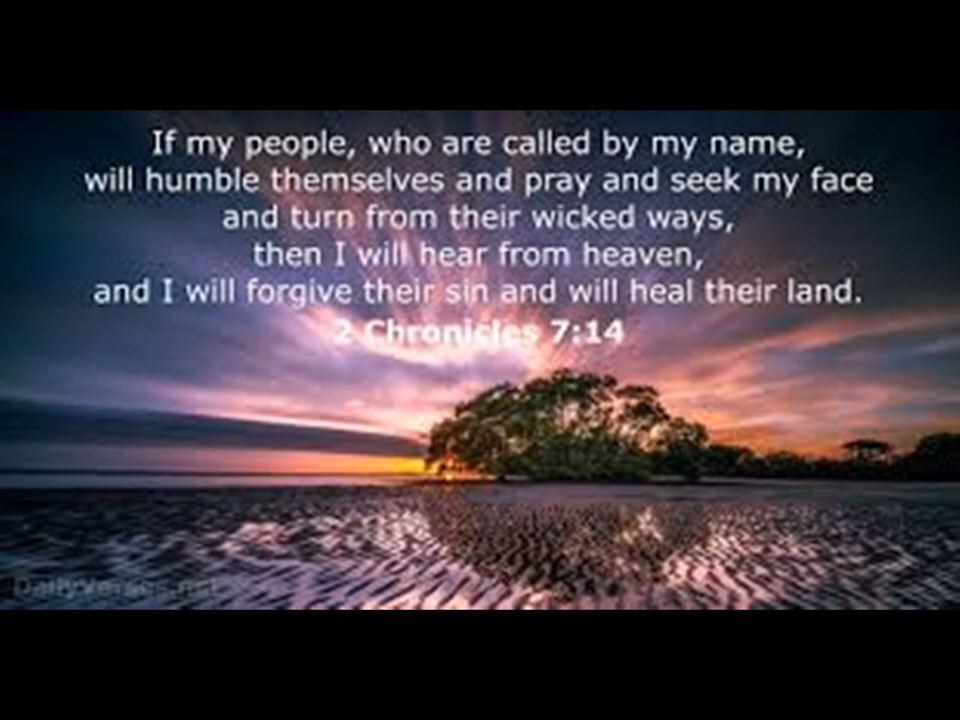 If my people, who are called by my name,
will humble themselves and pray and seek my face
and turn from their wicked ways,
then I will hear from heaven,
and I will forgive their sin and will heal their land.
2 Chronicles 7:14
DailyVerses.net